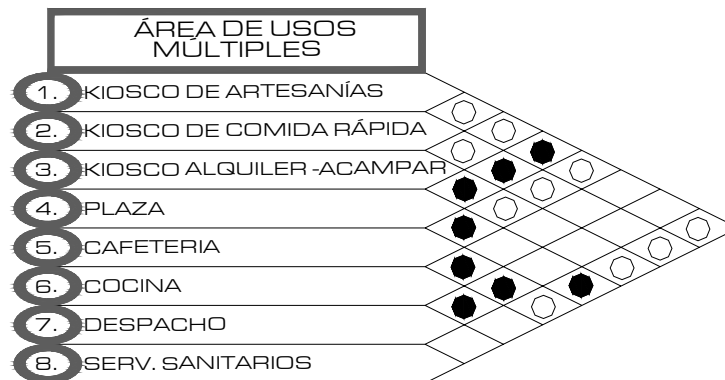 ÁREA DE USOS
MÚLTIPLES
1. KIOSCO DE ARTESANÍAS
2. KIOSCO DE COMIDA RÁPIDA
3. KIOSCO ALQUILER -ACAMPAR
4. PLAZA
5. CAFETERIA
6. COCINA
7. DESPACHO
8. SERV. SANITARIOS